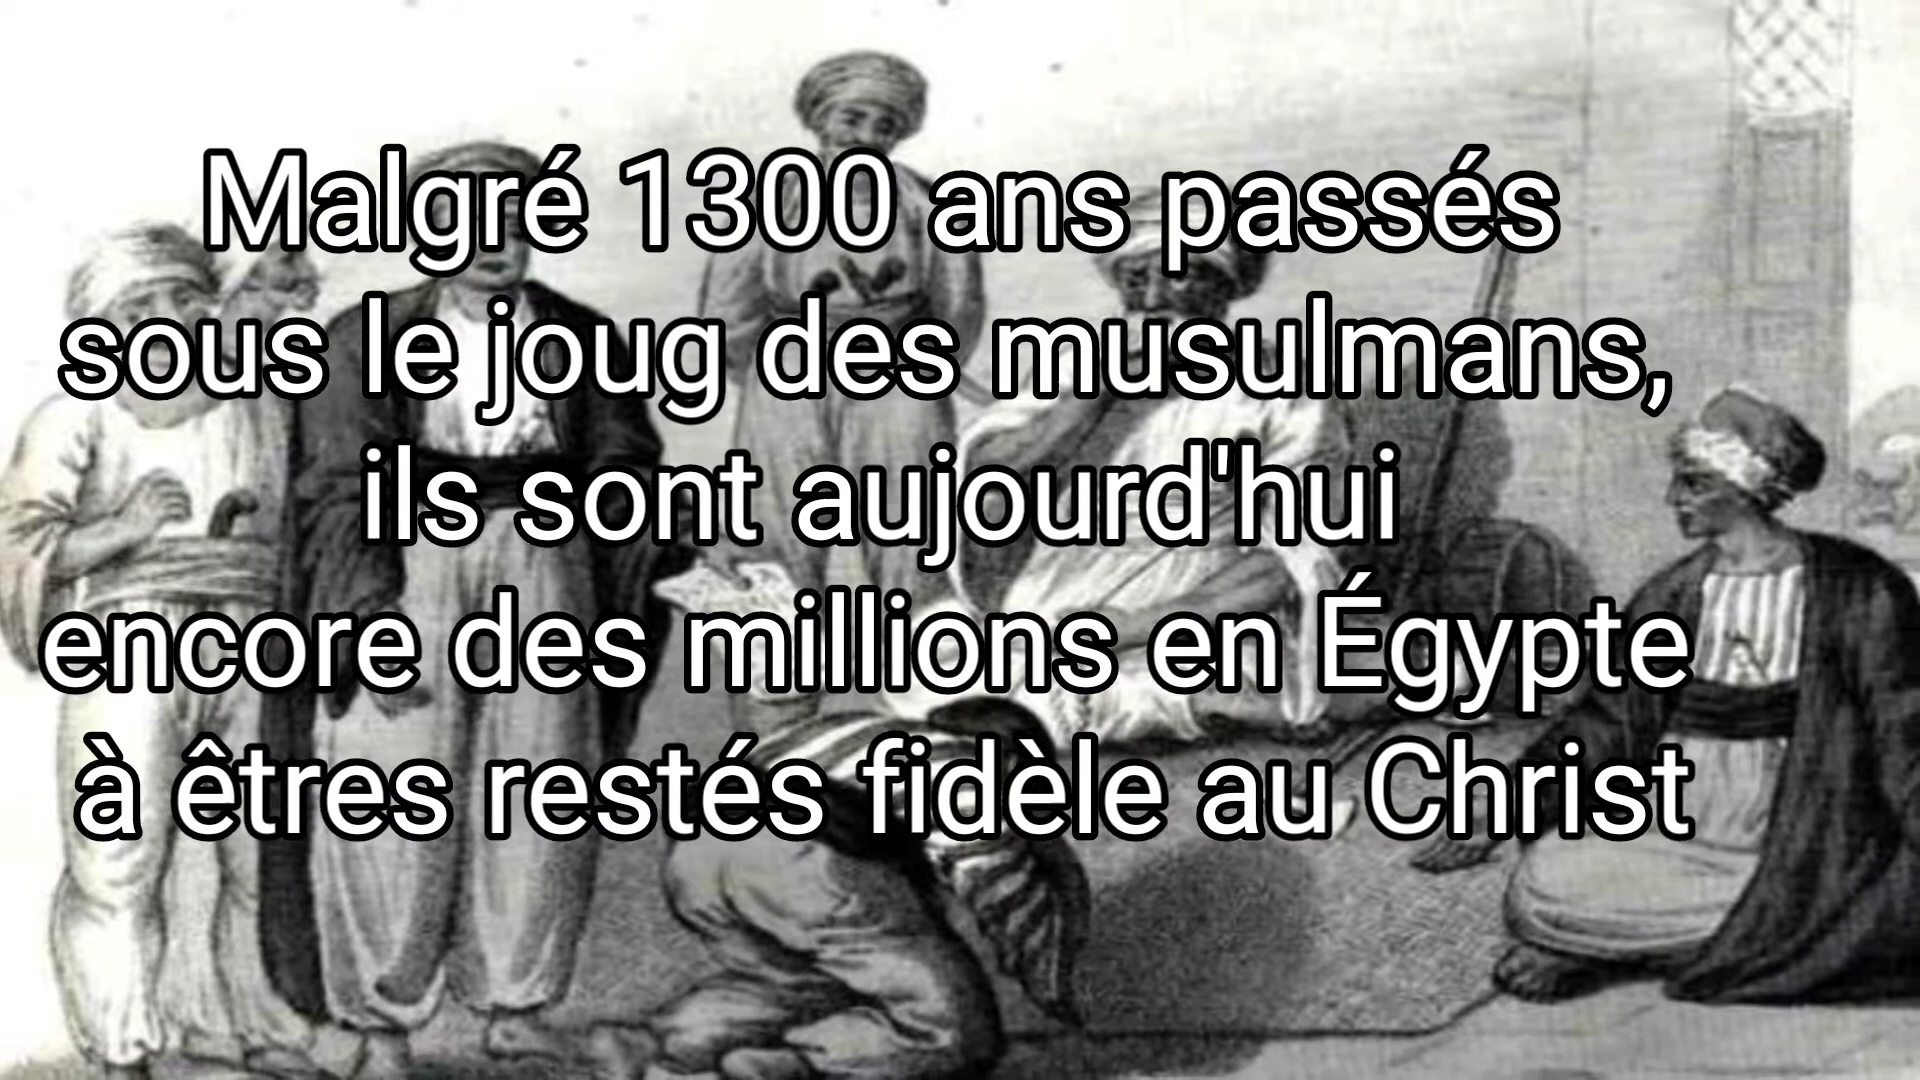 Malgré 1300 ans passés
sous le joug des musulmans,
ils sont aujourd'hui
encore des millions en Égypte
à êtres restés fidèle au Christ